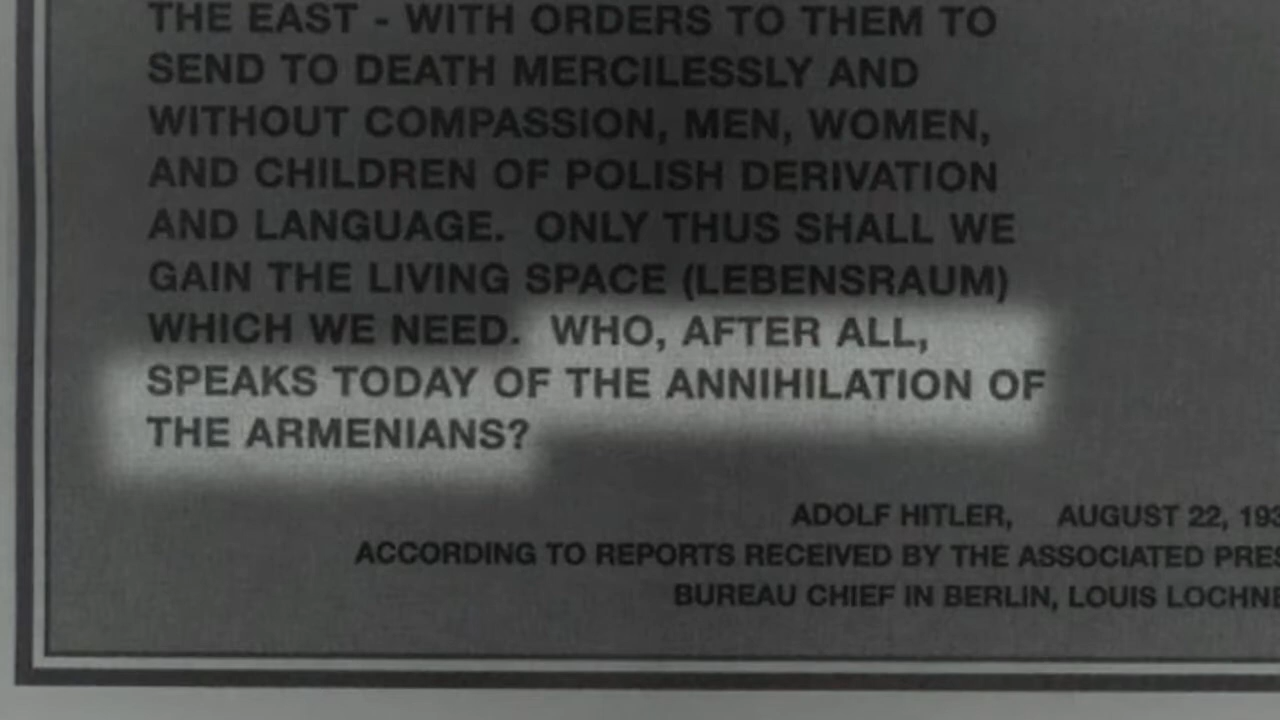 THE EAST - WITH ORDERS TO THEM TO
SEND TO DEATH MERCILESSLY AND
WITHOUT COMPASSION, MEN, WOMEN,
AND CHILDREN OF POLISH DERIVATION
AND LANGUAGE. ONLY THUS SHALL WE
GAIN THE LIVING SPACE (LEBENSRAUM)
WHICH WE NEED. WHO, AFTER ALL,
SPEAKS TODAY OF THE ANNIHILATION OF
THE ARMENIANS?
ADOLF HITLER, AUGUST 22,
ACCORDING TO REPORTS RECEIVED BY THE ASSOCIATED
BUREAU CHIEF IN BERLIN, LOUIS